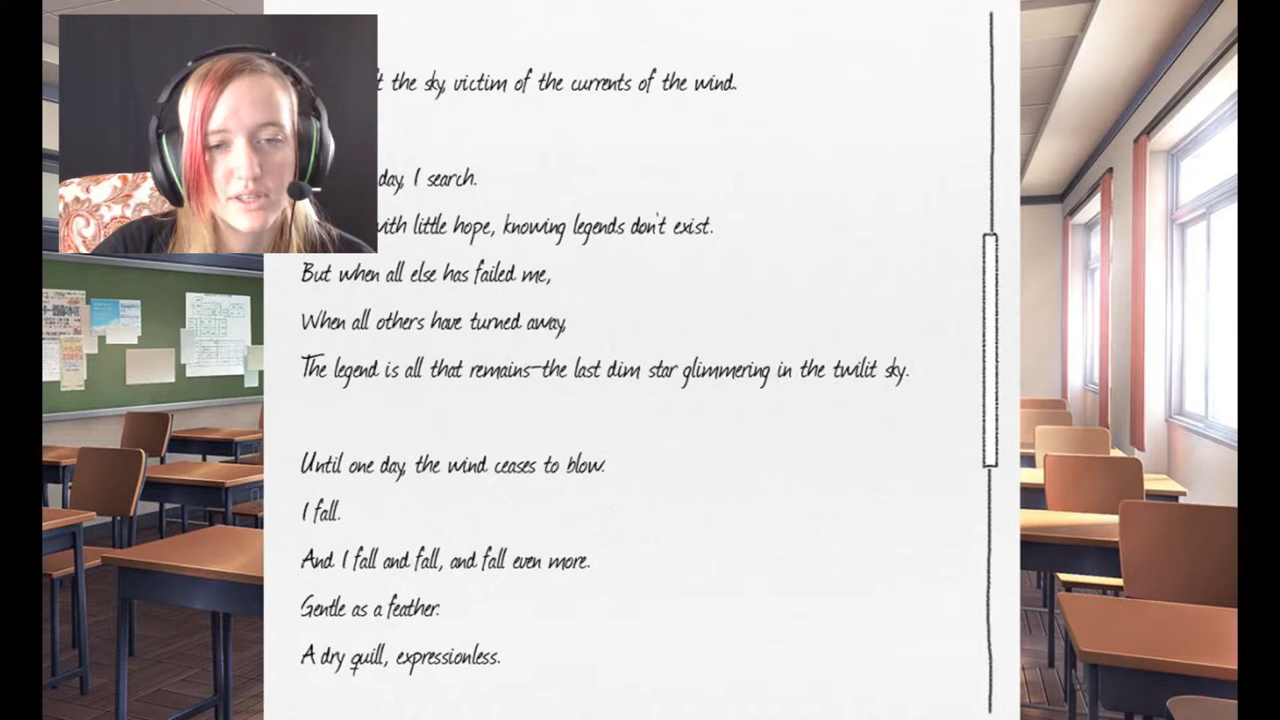 t the sky, victim of the currents of the wind.
day, I search.
with little hope, knowing legends don't exist.
But when all else has failed me,
When all others have turned away,
The legend is all that remains—the last dim star glimmering in the twilit sky.
Until one day, the wind ceases to blow.
I fall.
And I fall and fall, and fall even more.
Gentle as a feather.
A dry quill, expressionless.